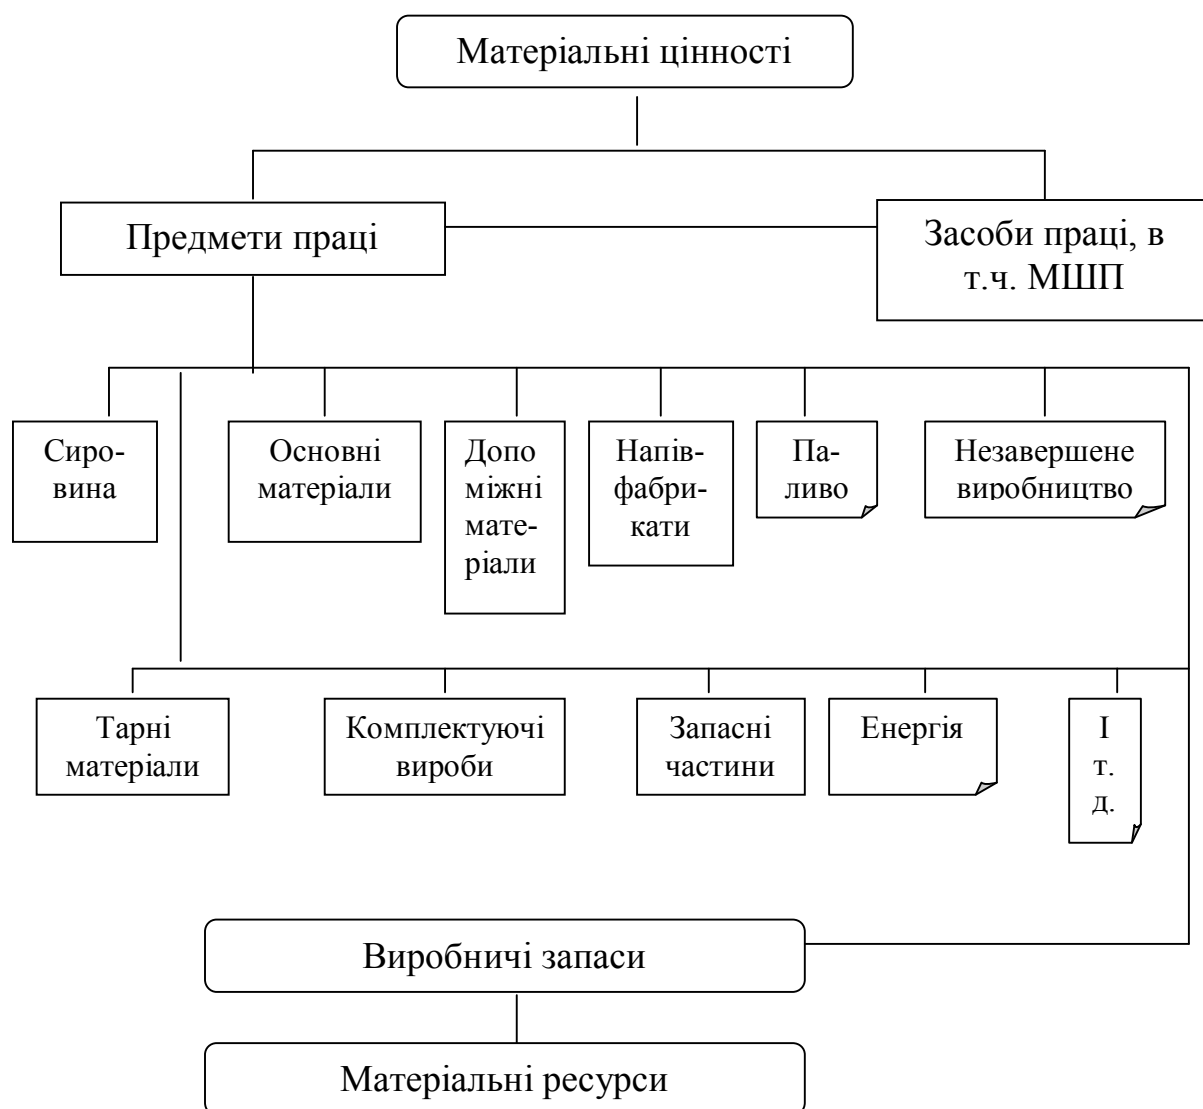 Матеріальні цінності
Предмети праці
Засоби праці, в
т.ч. МШП
Сиро-
вина
Основні
матеріали
Допо
міжні
мате-
ріали
Напів-
фабри-
кати
Па-
ливо
Незавершене
виробництво
Тарні
матеріали
Комплектуючі
вироби
Запасні
частини
Енергія
І
т.
д.
Виробничі запаси
Матеріальні ресурси